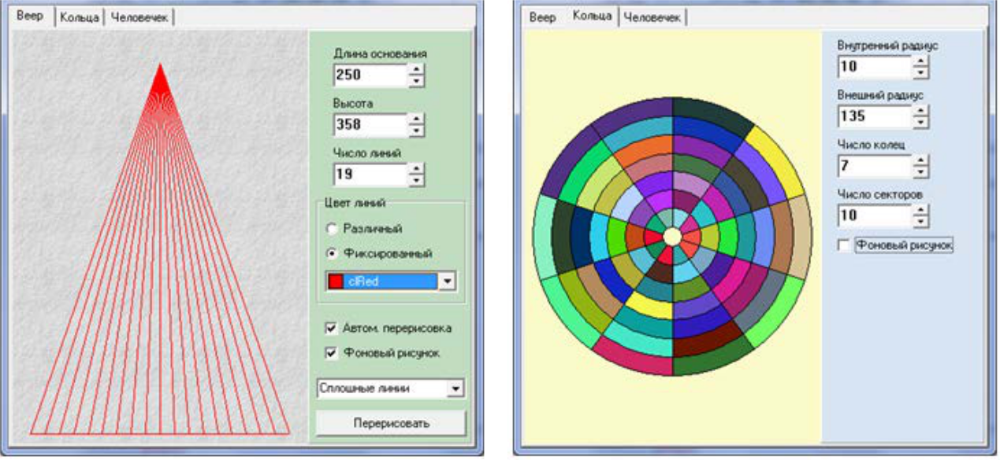 Веер
Кольца
Человечек
Длина основания
250
Высота
358
Число линий
19
Цвет линий
Различный
Фиксированный
clRed
Автом. перерисовка
Фоновый рисунок
Сплошные линии
Перерисовать
Веер
Кольца
Человечек
Внутренний радиус
10
Внешний радиус
135
Число колец
7
Число секторов
10
Фоновый рисунок